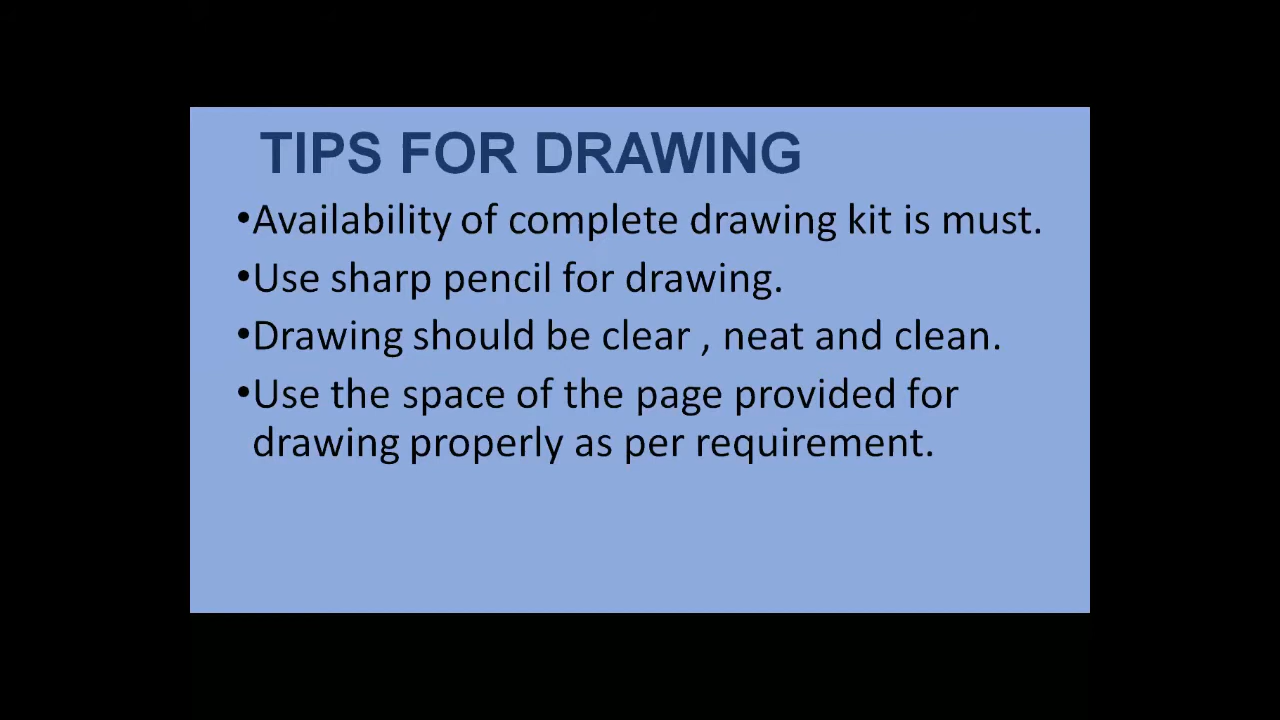 TIPS FOR DRAWING
•Availability of complete drawing kit is must.
•Use sharp pencil for drawing.
•Drawing should be clear , neat and clean.
•Use the space of the page provided for
drawing properly as per requirement.